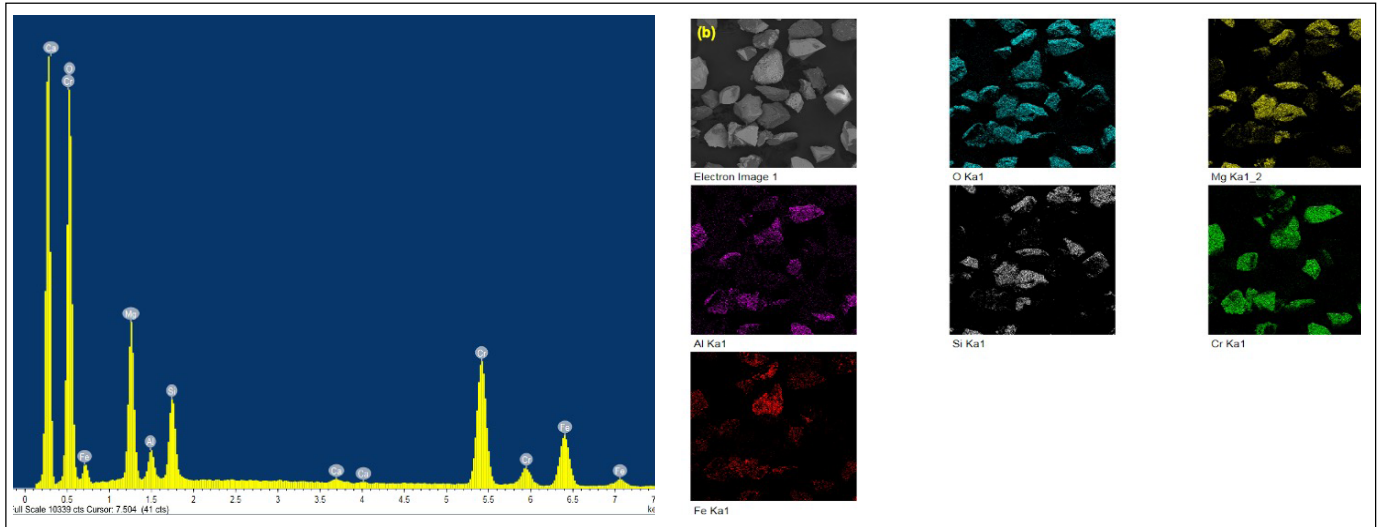 Ca
O
Cr
Fe
Mg
Al
Si
Ca
Ca
Cr
Cr
Fe
Fe
0 0.5 1 1.5 2 2.5 3 3.5 4 4.5 5 5.5 6 6.5 7 7
ull Scale 10339 cts Cursor: 7.504 (41 cts) ke
(b)
Electron Image 1
O Ka1
Mg Ka1_2
Al Ka1
Si Ka1
Cr Ka1
Fe Ka1